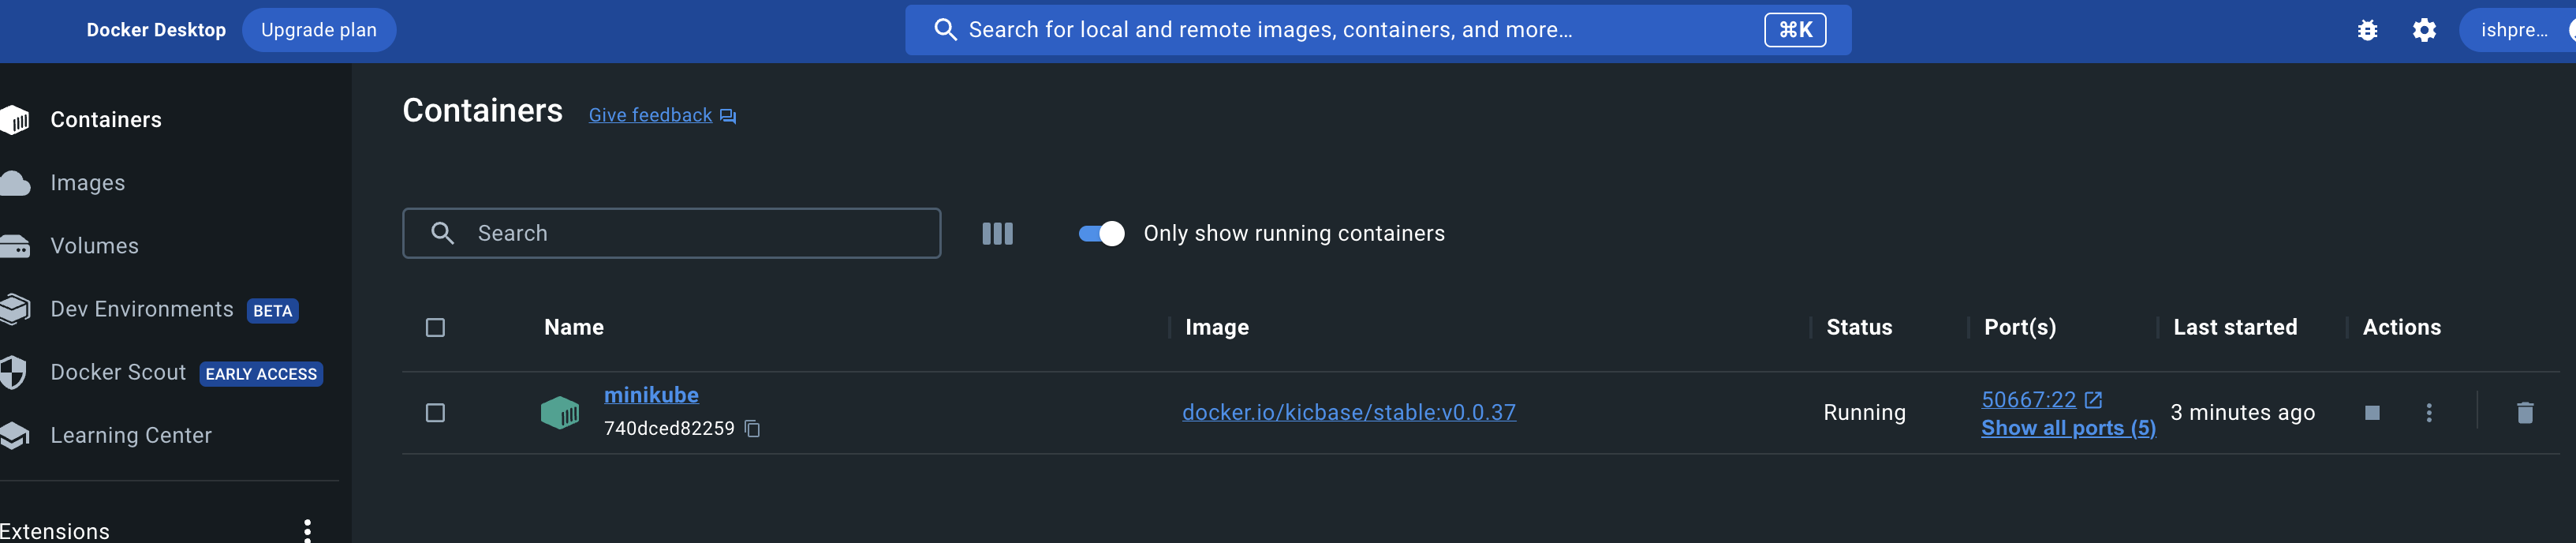 Docker Desktop Upgrade plan Search for local and remote images, containers, and more... ⌘K ishpre...
Containers
Images
Volumes
Dev Environments BETA
Docker Scout EARLY ACCESS
Learning Center
Extensions
Containers Give feedback
Search Only show running containers
Name Image Status Port(s) Last started Actions
minikube
740dced82259
docker.io/kicbase/stable:v0.0.37
Running
50667:22
Show all ports (5)
3 minutes ago